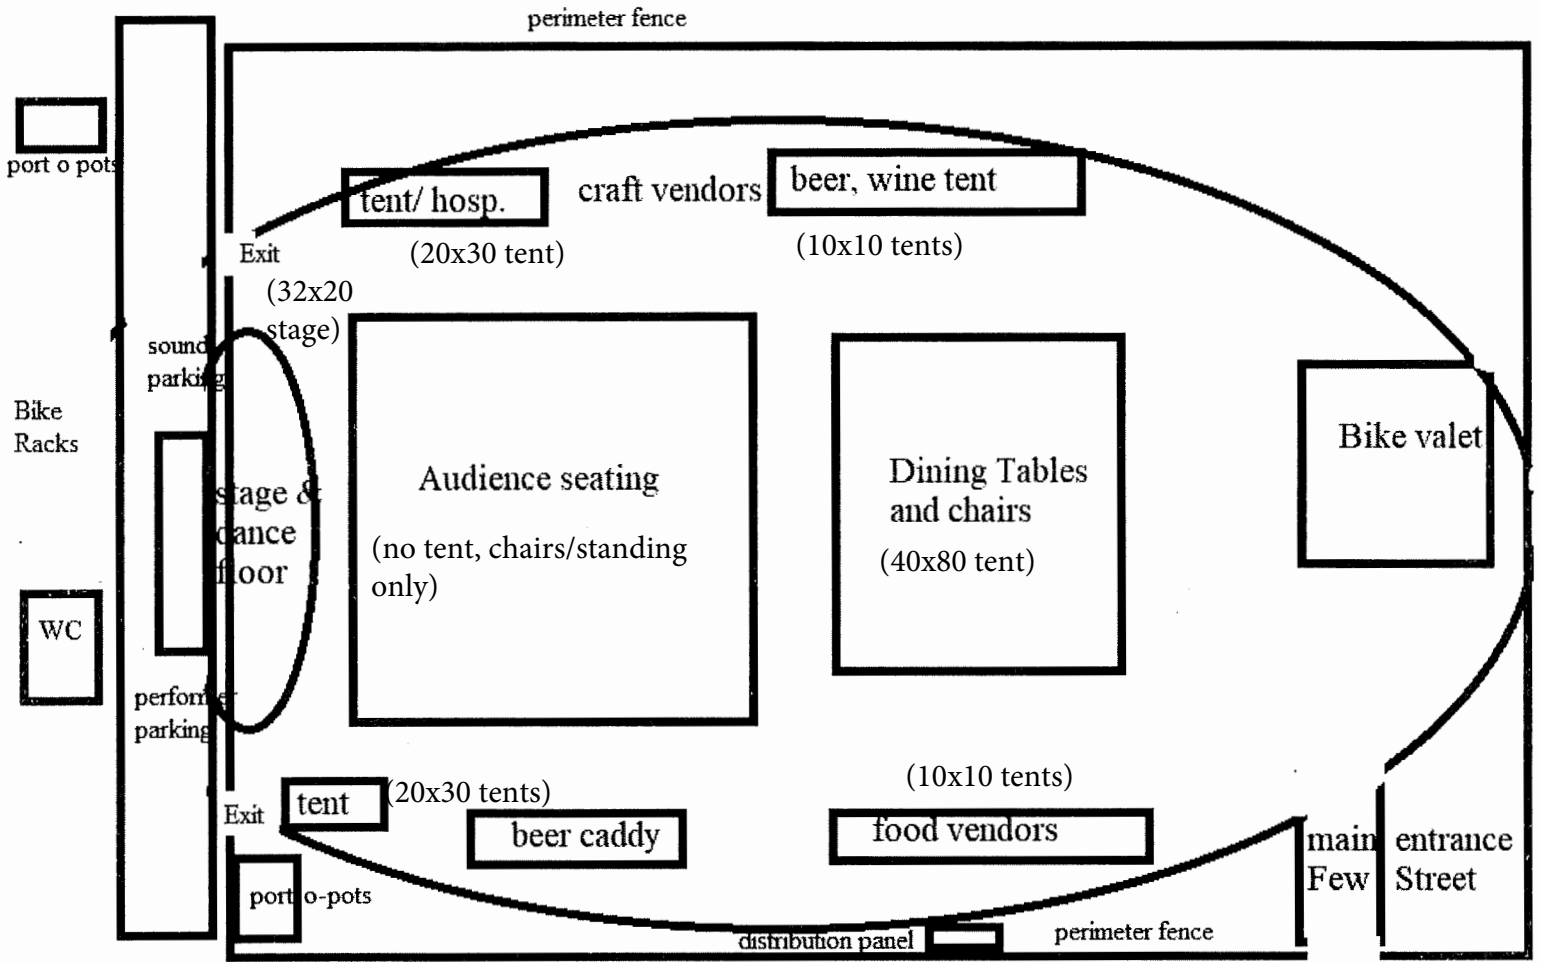 perimeter fence
port o pots
tent/ hosp.
craft vendors
beer, wine tent
(20x30 tent)
(10x10 tents)
Exit
(32x20
stage)
sound
parking
Bike
Racks
stage &
dance
floor
Audience seating
(no tent, chairs/standing
only)
Dining Tables
and chairs
(40x80 tent)
Bike valet
WC
performer
parking
Exit
tent
(20x30 tents)
beer caddy
(10x10 tents)
food vendors
main entrance
Few Street
port o-pots
distribution panel
perimeter fence